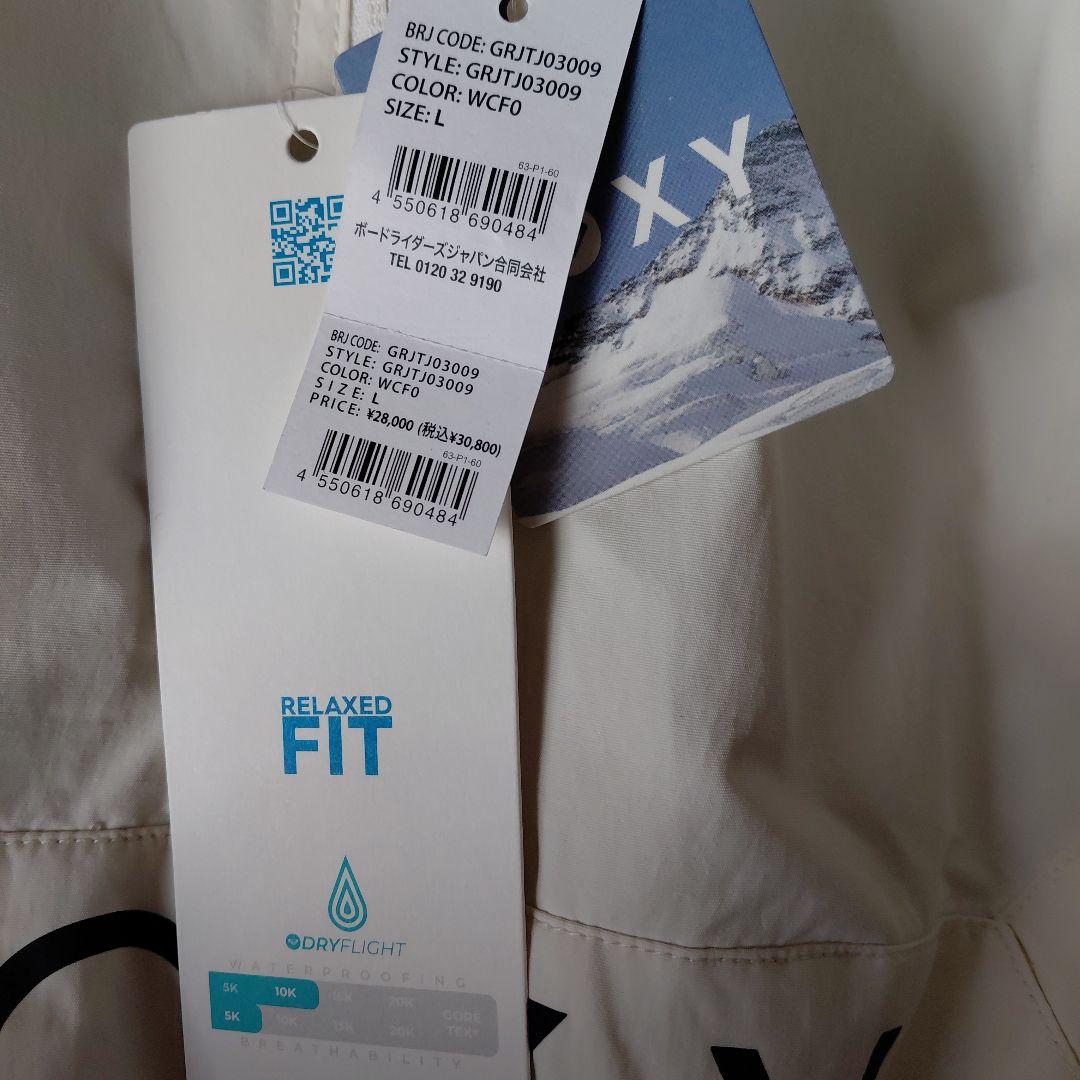 BRJ CODE: GRJTJ03009
STYLE: GRJTJ03009
COLOR: WCF0
SIZE: L
63-P1-60
4 550618 690484
ボードライダーズジャパン合同会社
TEL 0120 32 9190
BRJ CODE: GRJTJ03009
STYLE: GRJTJ03009
COLOR: WCF0
SIZE: L
PRICE: ¥28,000 (税込¥30,800)
63-P1-60
4 550618 690484
XY
RELAXED
FIT
DRYFLIGHT
WATERPROOFING
5K 10K 15K 20K
CORE
TEX*
5K 10K 15K 20K
BREATHABILITY